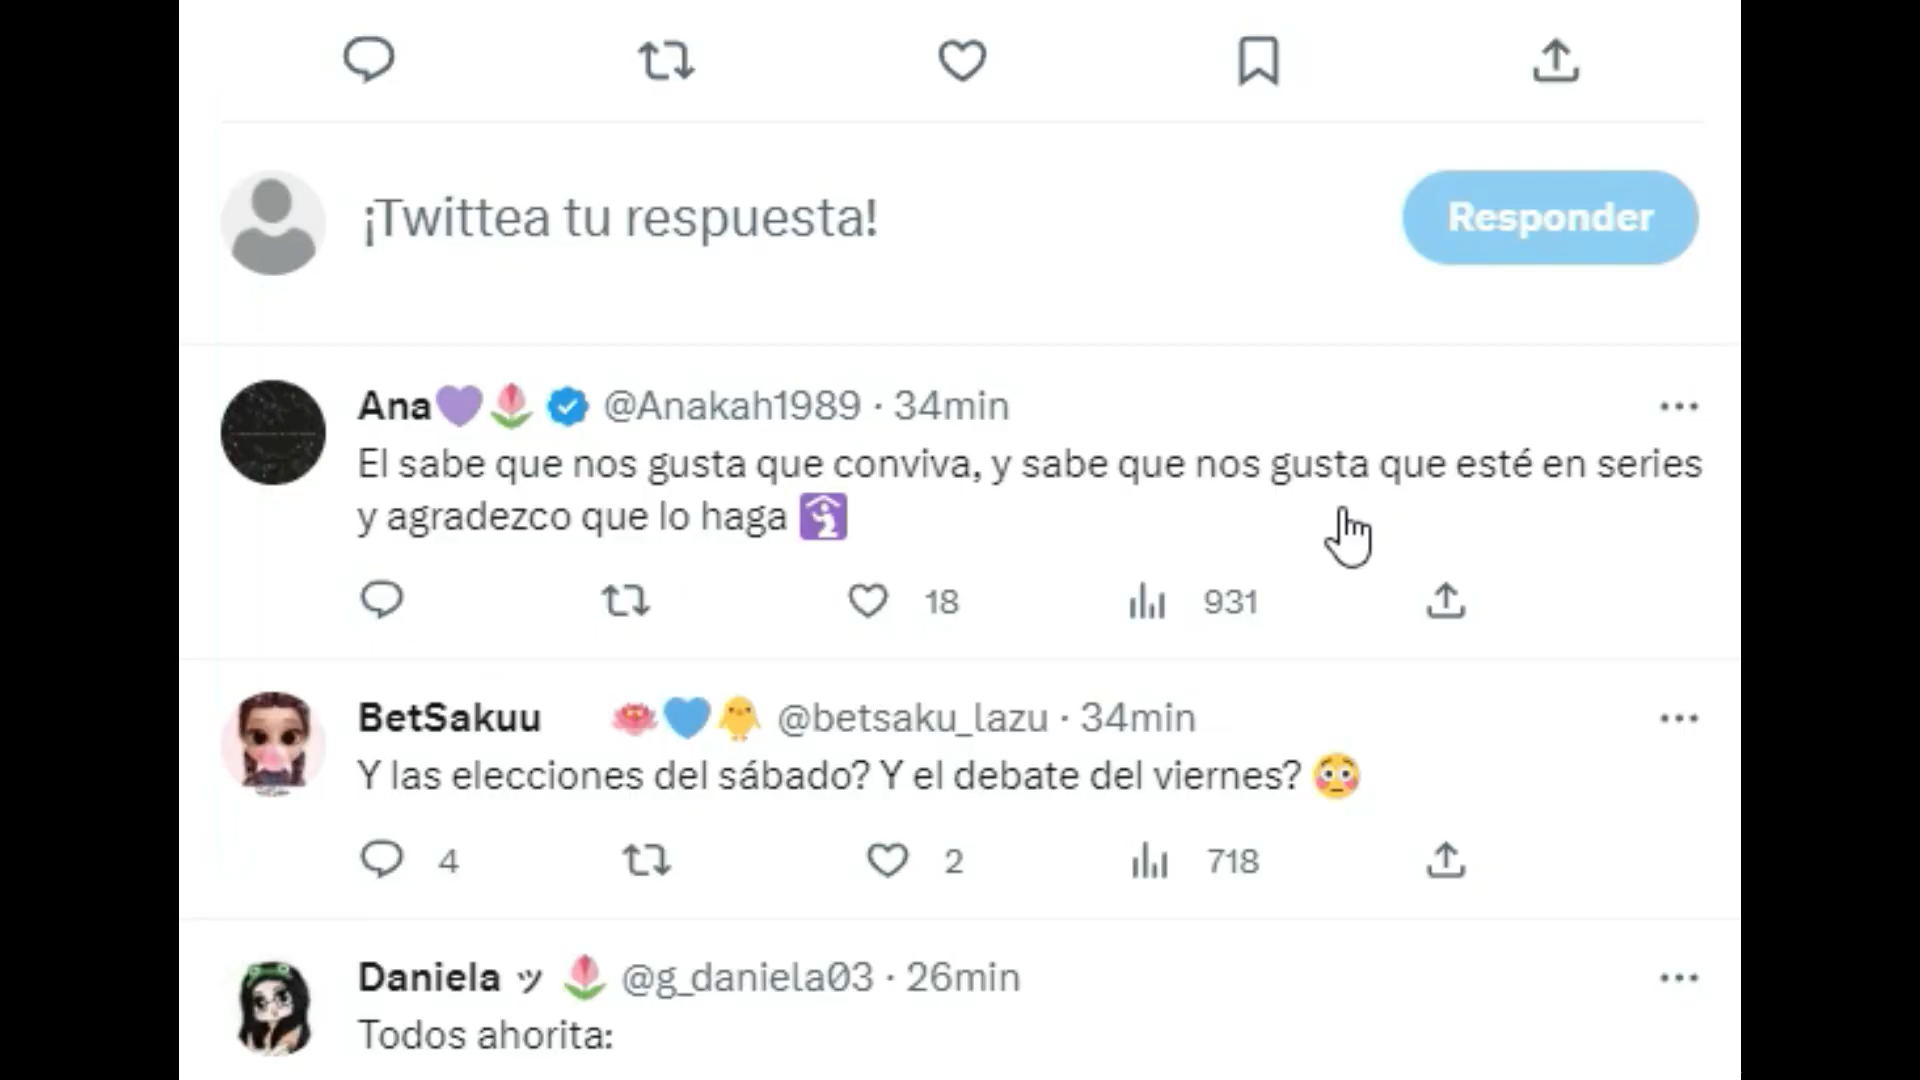 ¡Twittea tu respuesta!
Responder
Ana💜🌷 @Anakah1989 · 34min
El sabe que nos gusta que conviva, y sabe que nos gusta que esté en series
y agradezco que lo haga 🛐
18 931
BetSakuu 🪷💙🐤 @betsaku_lazu · 34min
Y las elecciones del sábado? Y el debate del viernes? 😳
4 2 718
Daniela ッ 🌷 @g_daniela03 · 26min
Todos ahorita: